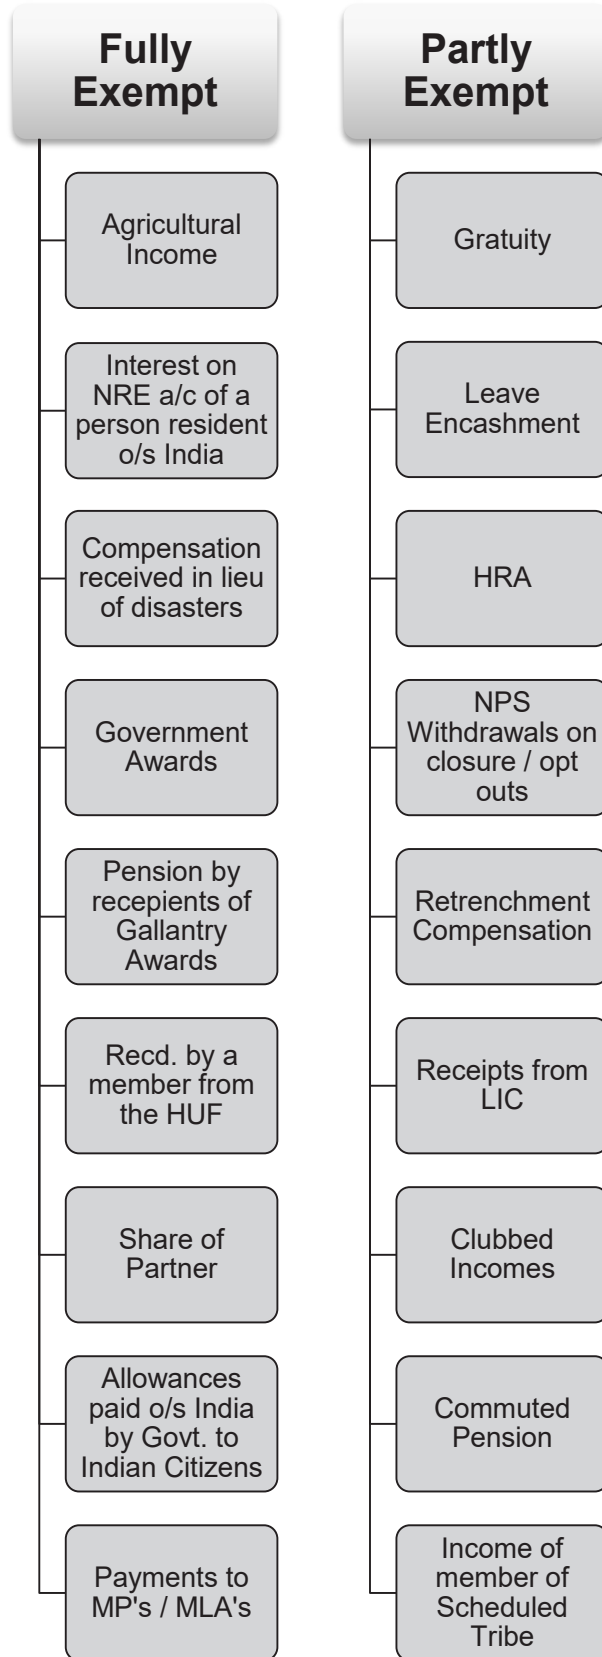 Fully
Exempt
Agricultural
Income
Interest on
NRE a/c of a
person resident
o/s India
Compensation
received in lieu
of disasters
Government
Awards
Pension by
recepients of
Gallantry
Awards
Recd. by a
member from
the HUF
Share of
Partner
Allowances
paid o/s India
by Govt. to
Indian Citizens
Payments to
MP's / MLA's
Partly
Exempt
Gratuity
Leave
Encashment
HRA
NPS
Withdrawals on
closure / opt
outs
Retrenchment
Compensation
Receipts from
LIC
Clubbed
Incomes
Commuted
Pension
Income of
member of
Scheduled
Tribe